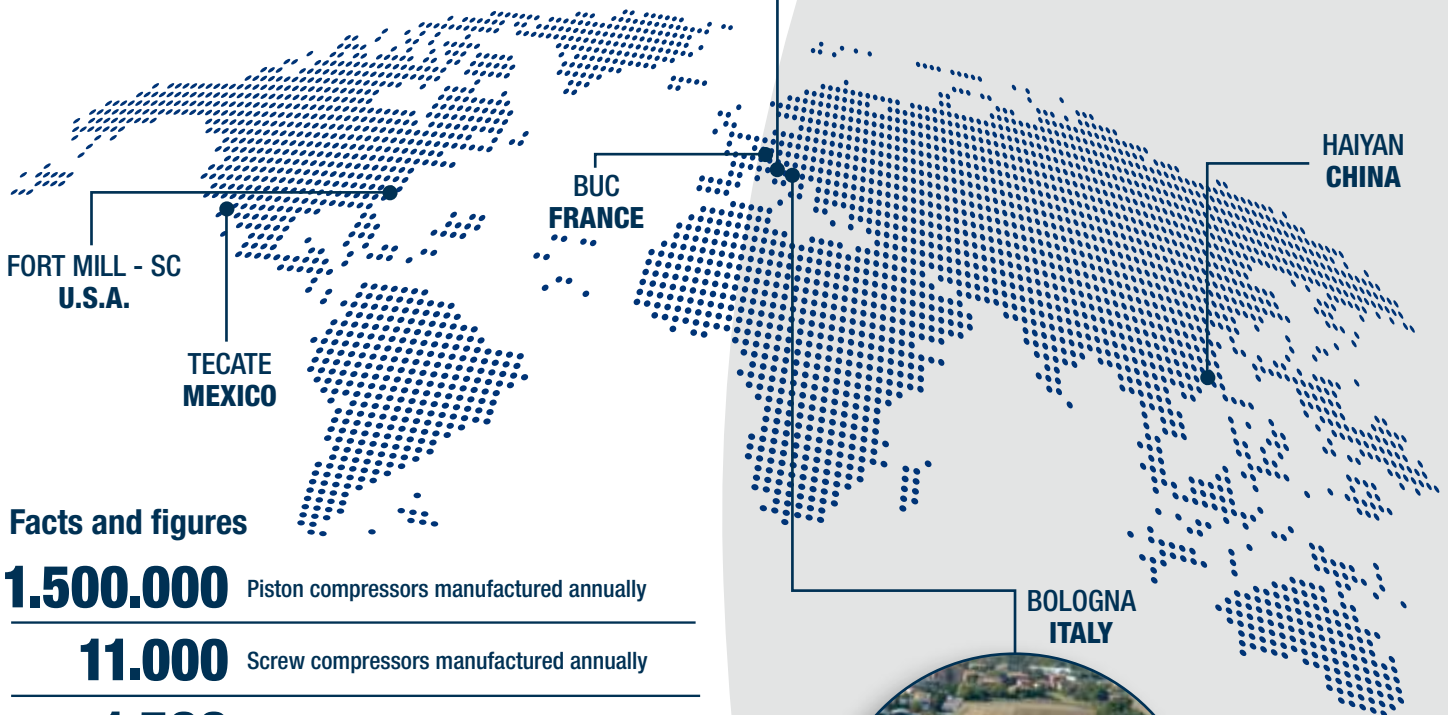 HAIYAN
CHINA
BUC
FRANCE
FORT MILL - SC
U.S.A.
TECATE
MEXICO
Facts and figures
1.500.000 Piston compressors manufactured annually
11.000 Screw compressors manufactured annually
BOLOGNA
ITALY